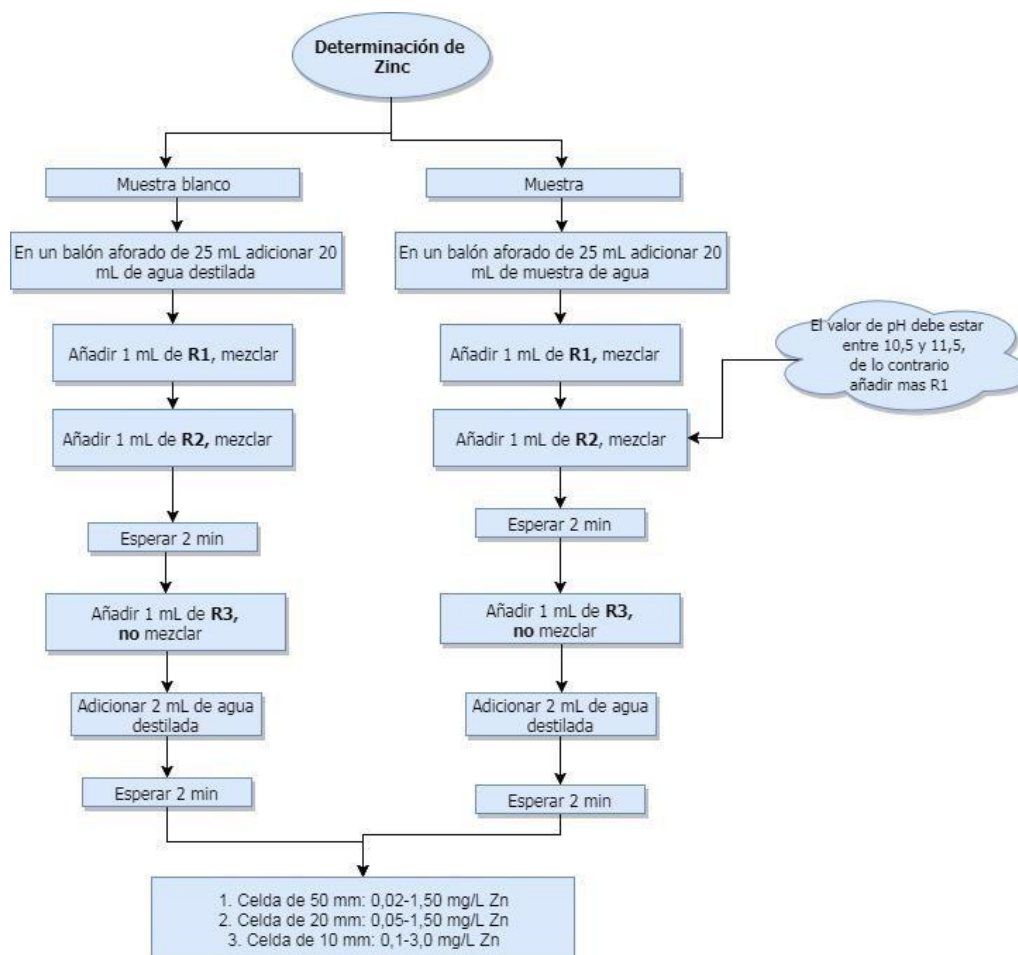 Determinación de
Zinc
Muestra blanco
En un balón aforado de 25 mL adicionar 20
mL de agua destilada
Añadir 1 mL de R1, mezclar
Añadir 1 mL de R2, mezclar
Esperar 2 min
Añadir 1 mL de R3,
no mezclar
Adicionar 2 mL de agua
destilada
Esperar 2 min
Muestra
En un balón aforado de 25 mL adicionar 20
mL de muestra de agua
Añadir 1 mL de R1, mezclar
Añadir 1 mL de R2, mezclar
El valor de pH debe estar
entre 10,5 y 11,5,
de lo contrario
añadir mas R1
Esperar 2 min
Añadir 1 mL de R3,
no mezclar
Adicionar 2 mL de agua
destilada
Esperar 2 min
1. Celda de 50 mm: 0,02-1,50 mg/L Zn
2. Celda de 20 mm: 0,05-1,50 mg/L Zn
3. Celda de 10 mm: 0,1-3,0 mg/L Zn